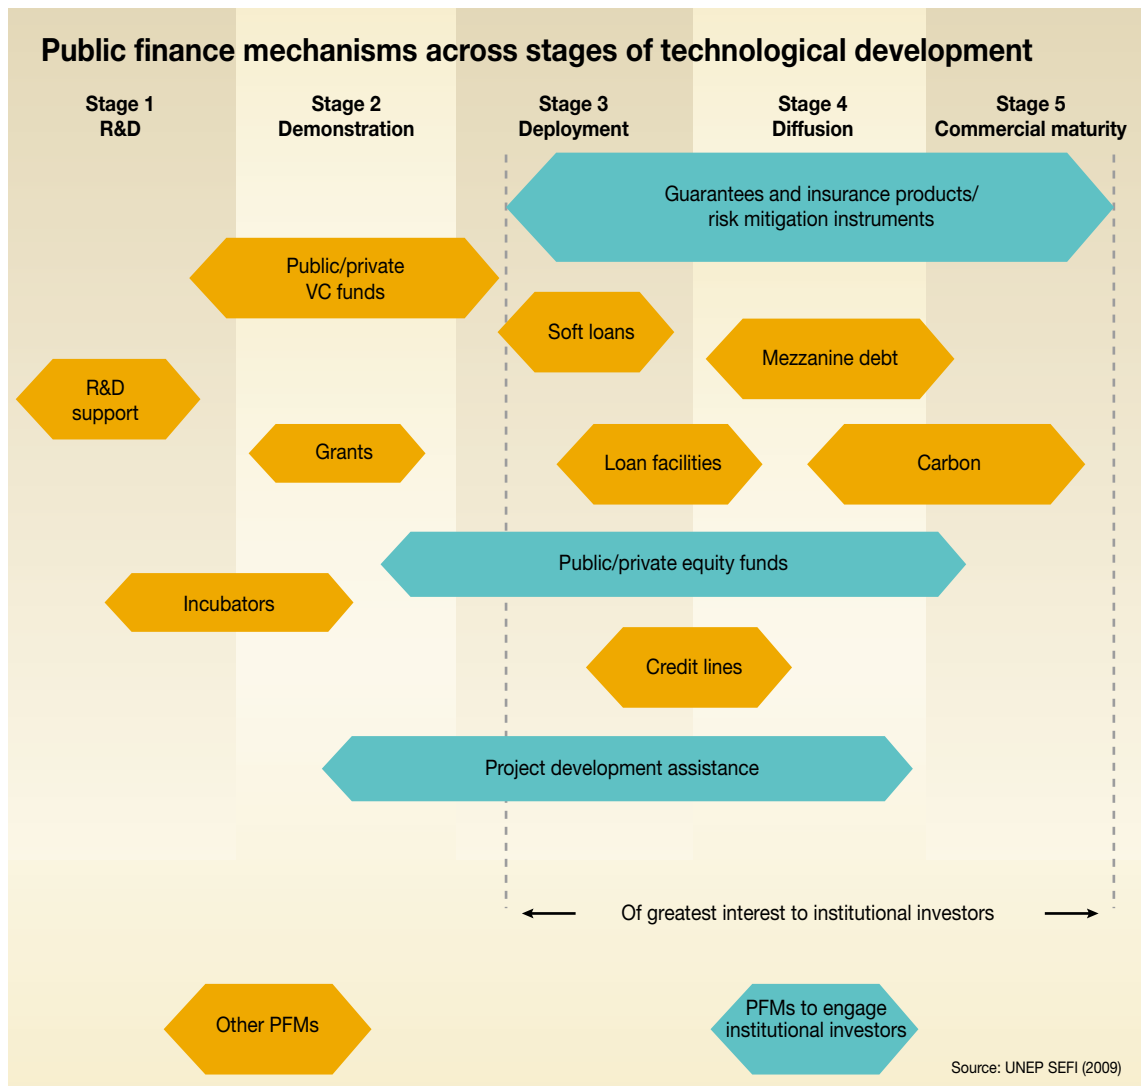 Public finance mechanisms across stages of technological development
Stage 1
R&D
Stage 2
Demonstration
Stage 3
Deployment
Stage 4
Diffusion
Stage 5
Commercial maturity
Guarantees and insurance products/
risk mitigation instruments
Public/private
VC funds
Soft loans
Mezzanine debt
R&D
support
Grants
Loan facilities
Carbon
Public/private equity funds
Incubators
Credit lines
Project development assistance
Of greatest interest to institutional investors
Other PFMs
PFMs to engage
institutional investors
Source: UNEP SEFI (2009)